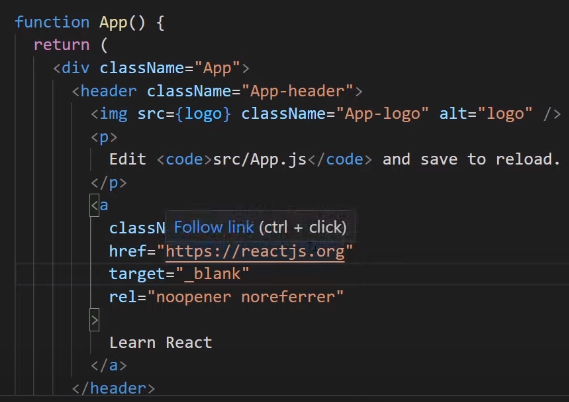 function App() {
return (
<div className="App">
<header className="App-header">
<img src={logo} className="App-logo" alt="logo" />
<p>
Edit <code>src/App.js</code> and save to reload.
</p>
<a
classN
Follow link (ctrl + click)
href="https://reactjs.org"
target="_blank"
rel="noopener noreferrer"
>
Learn React
</a>
</header>